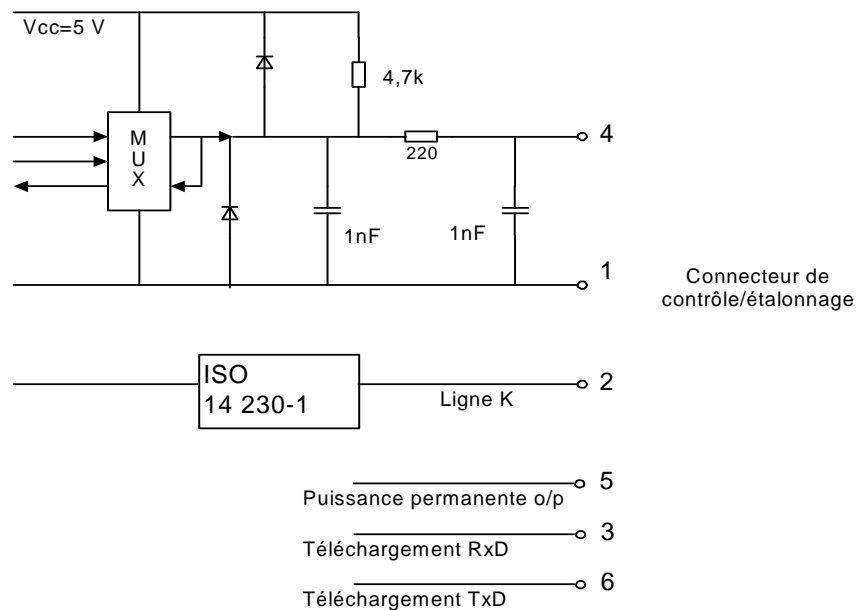 Vcc=5 V
4,7k
M
U
X
4
220
1nF
1nF
1
Connecteur de
contrôle/étalonnage
ISO
14 230-1
2
Ligne K
5
Puissance permanente o/p
3
Téléchargement RxD
6
Téléchargement TxD